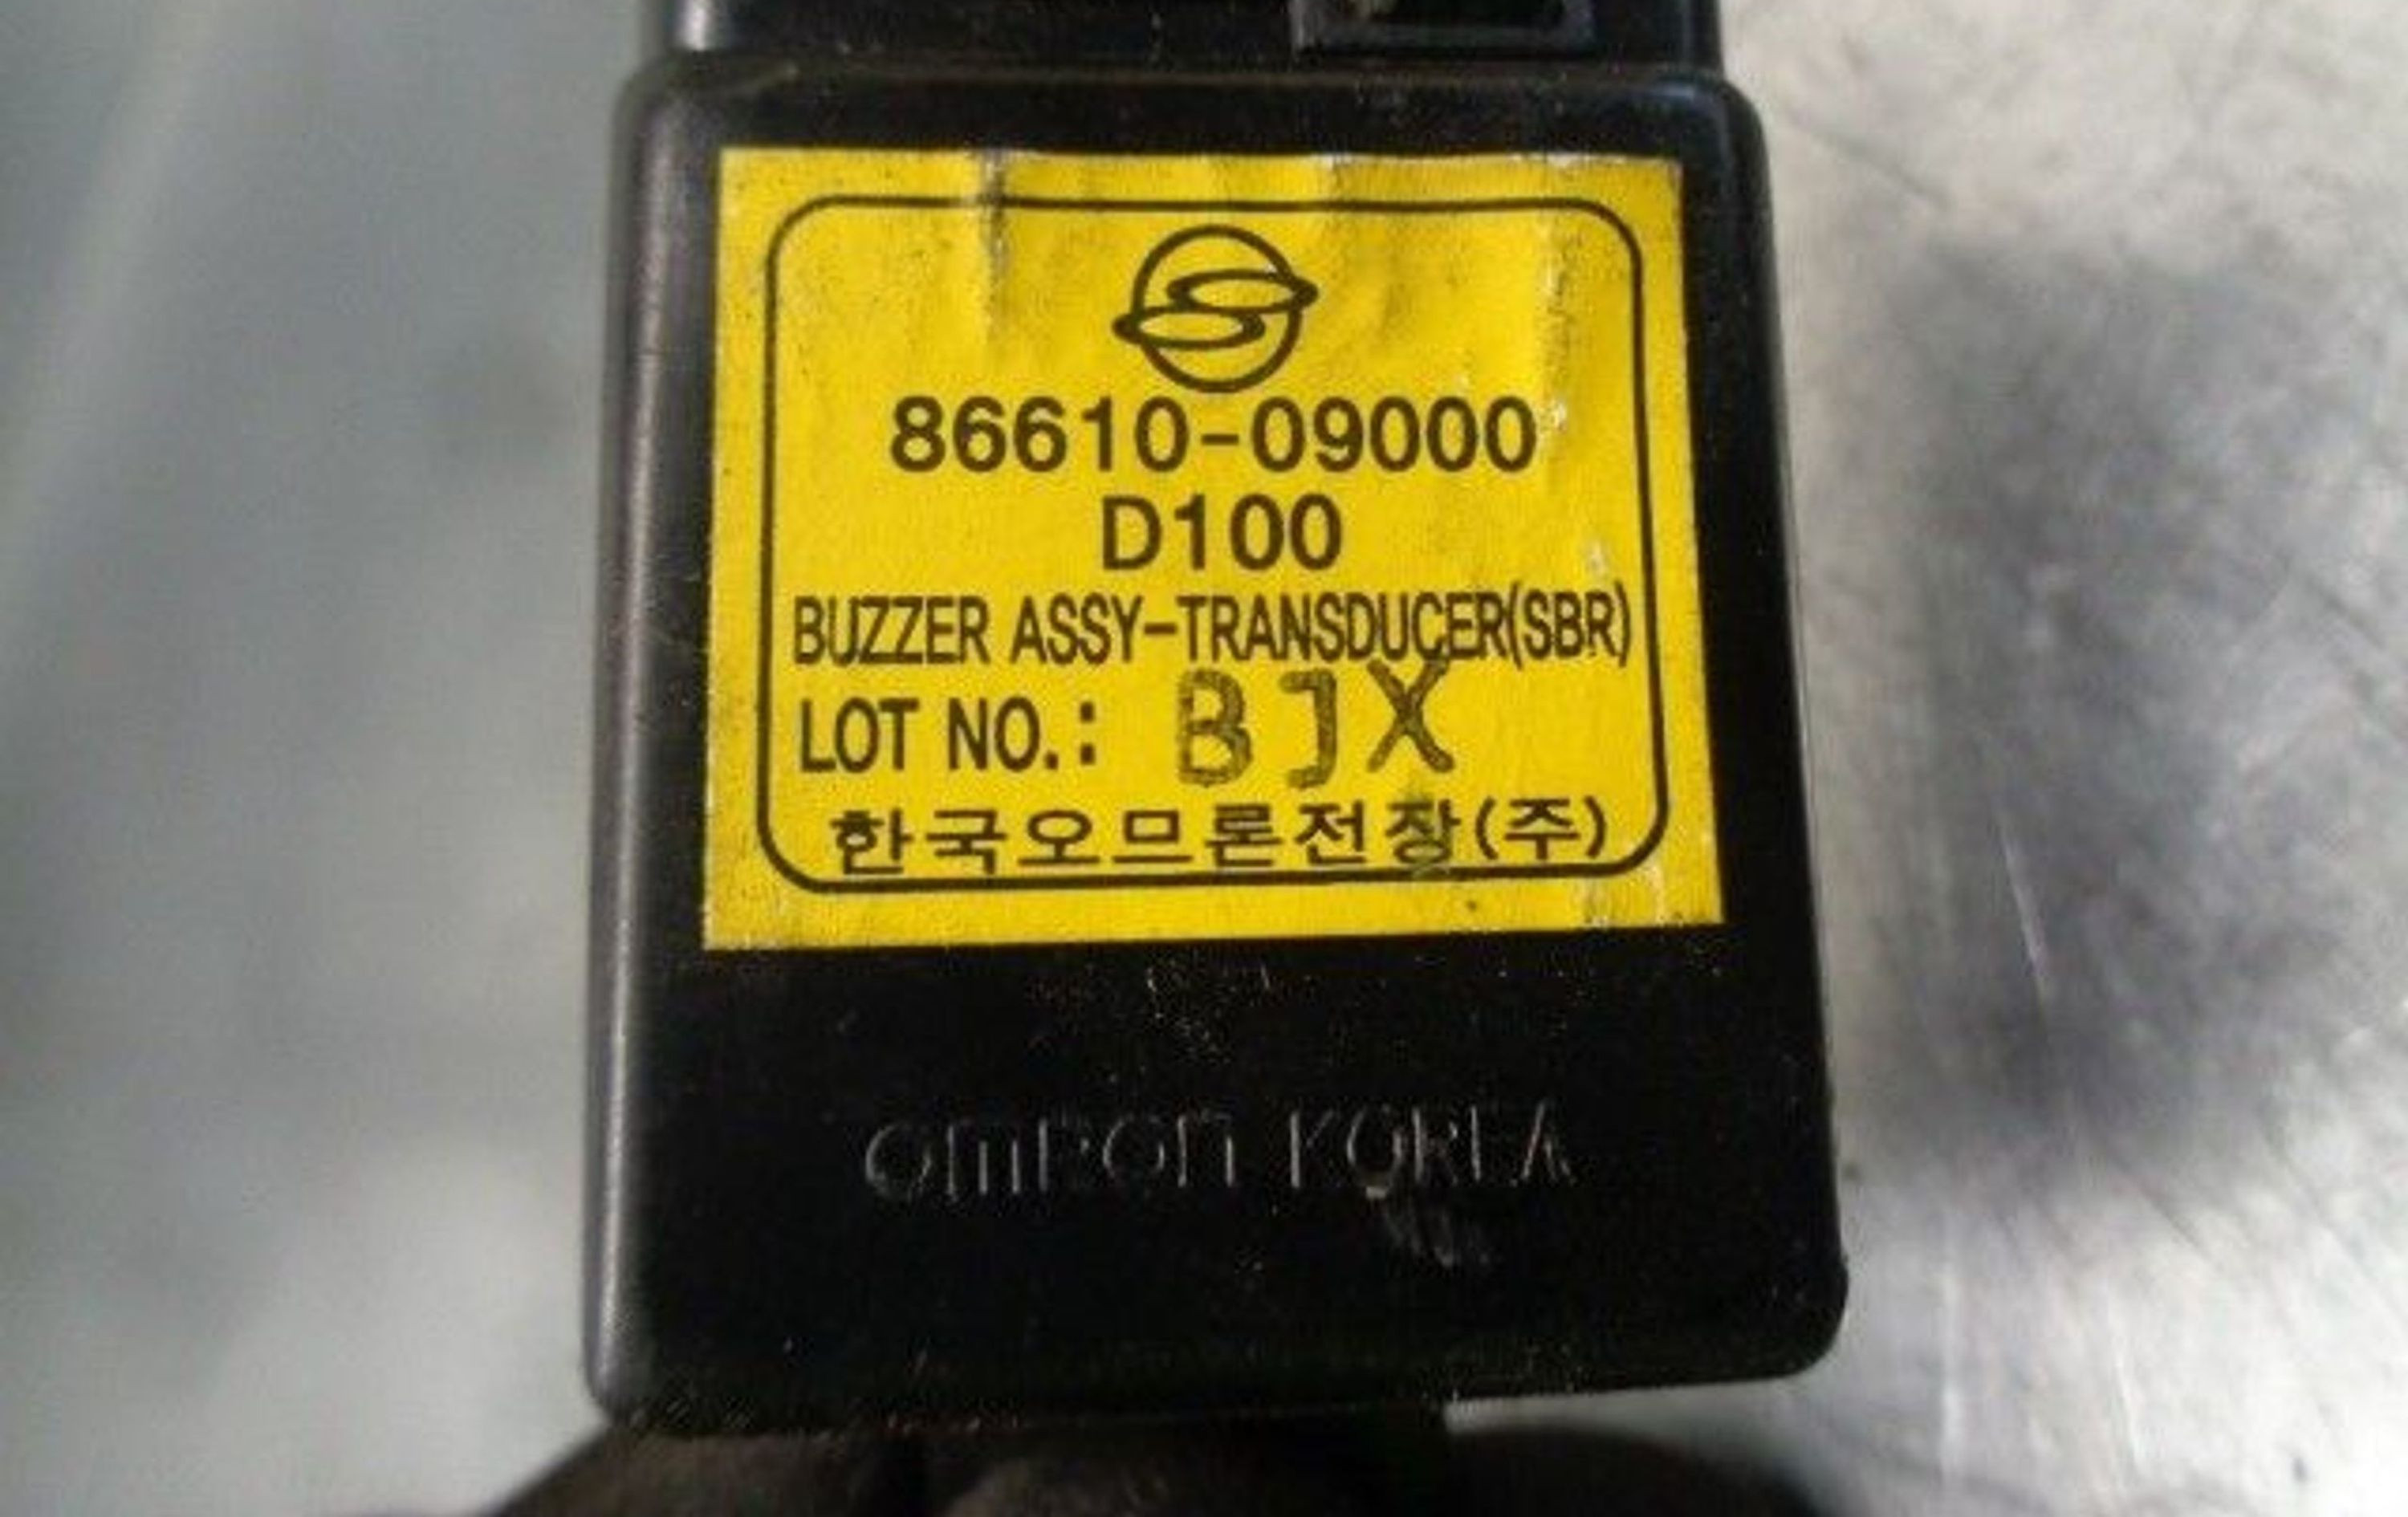 86610-09000
D100
BUZZER ASSY-TRANSDUCER(SBR)
LOT NO.: BJX
한국오므론전장(주)
OMRON KOREA